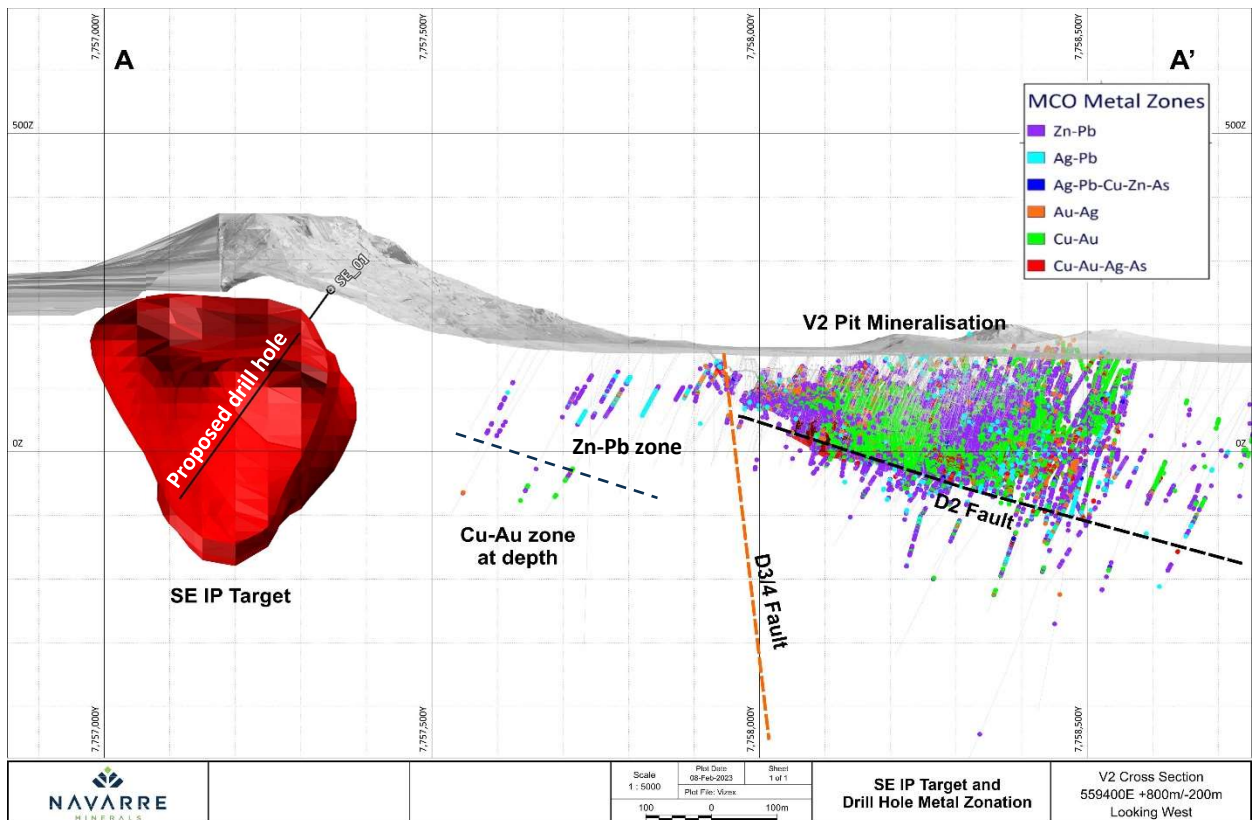 7,757,000Y
7,757,500Y
7,758,000Y
7,758,500Y
A
A'
MCO Metal Zones
Zn-Pb
Ag-Pb
Ag-Pb-Cu-Zn-As
Au-Ag
Cu-Au
Cu-Au-Ag-As
500Z
500Z
SE_01
V2 Pit Mineralisation
Proposed drill hole
0Z
0Z
Zn-Pb zone
D2 Fault
Cu-Au zone
at depth
D3/4 Fault
SE IP Target
7,757,000Y
7,757,500Y
7,758,000Y
7,758,500Y
NAVARRE
MINERALS
Scale
1 : 5000
Plot Date
08-Feb-2023
Sheet
1 of 1
Plot File: Vizex
100 0 100m
SE IP Target and
Drill Hole Metal Zonation
V2 Cross Section
559400E +800m/-200m
Looking West